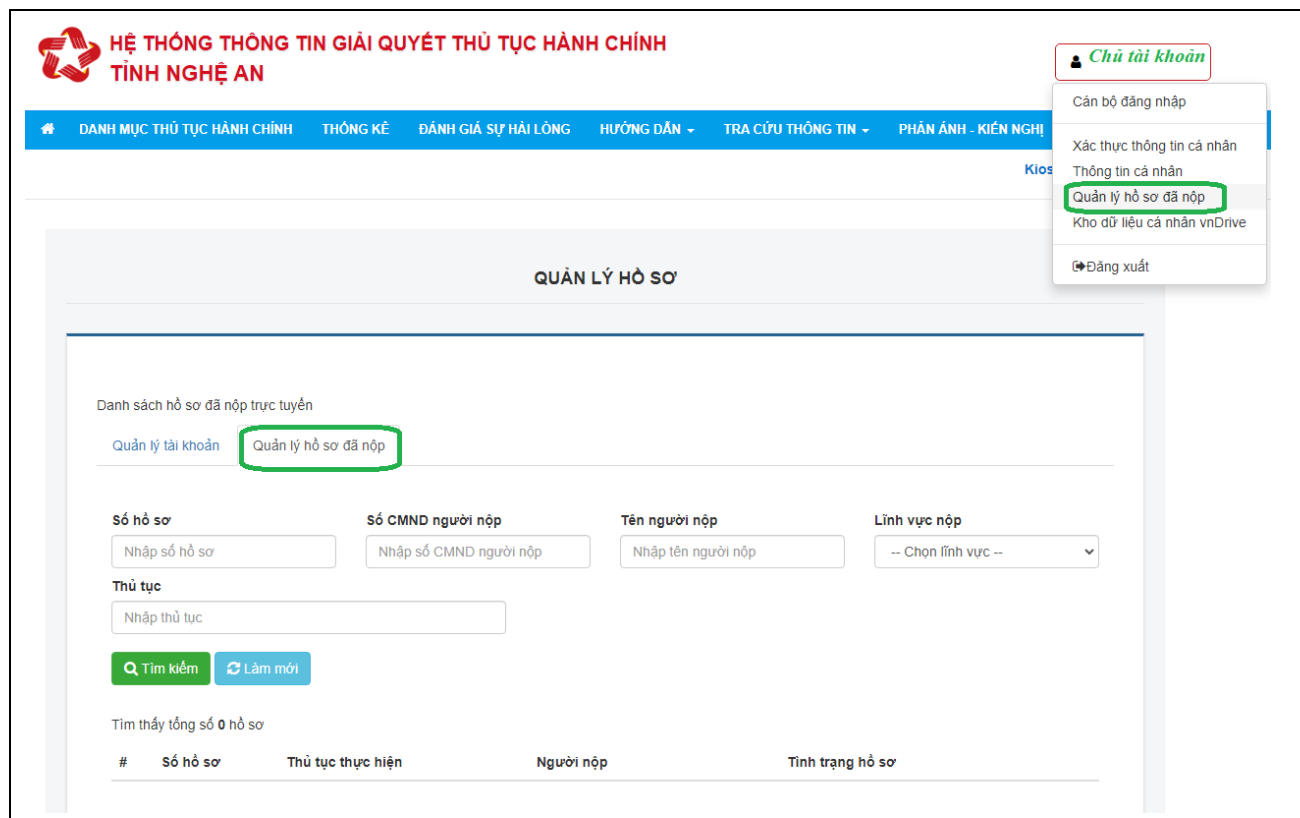 HỆ THỐNG THÔNG TIN GIẢI QUYẾT THỦ TỤC HÀNH CHÍNH
TỈNH NGHỆ AN
Chủ tài khoản
Cán bộ đăng nhập
Xác thực thông tin cá nhân
Thông tin cá nhân
Quản lý hồ sơ đã nộp
Kho dữ liệu cá nhân vnDrive
Đăng xuất
DANH MỤC THỦ TỤC HÀNH CHÍNH THỐNG KÊ ĐÁNH GIÁ SỰ HÀI LÒNG HƯỚNG DẪN TRA CỨU THÔNG TIN PHẢN ÁNH - KIẾN NGHỊ
Kios
QUẢN LÝ HỒ SƠ
Danh sách hồ sơ đã nộp trực tuyến
Quản lý tài khoản Quản lý hồ sơ đã nộp
Số hồ sơ Số CMND người nộp Tên người nộp Lĩnh vực nộp
Nhập số hồ sơ Nhập số CMND người nộp Nhập tên người nộp -- Chọn lĩnh vực --
Thủ tục
Nhập thủ tục
Tìm kiếm Làm mới
Tìm thấy tổng số 0 hồ sơ
# Số hồ sơ Thủ tục thực hiện Người nộp Tình trạng hồ sơ